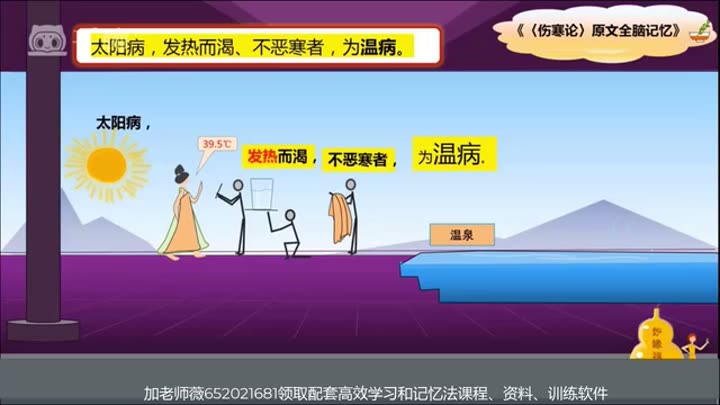 太阳病，发热而渴、不恶寒者，为温病。
《〈伤寒论〉原文全脑记忆》
太阳病，
39.5℃
发热而渴，
不恶寒者，
为温病.
温泉
加老师薇652021681领取配套高效学习和记忆法课程、资料、训练软件